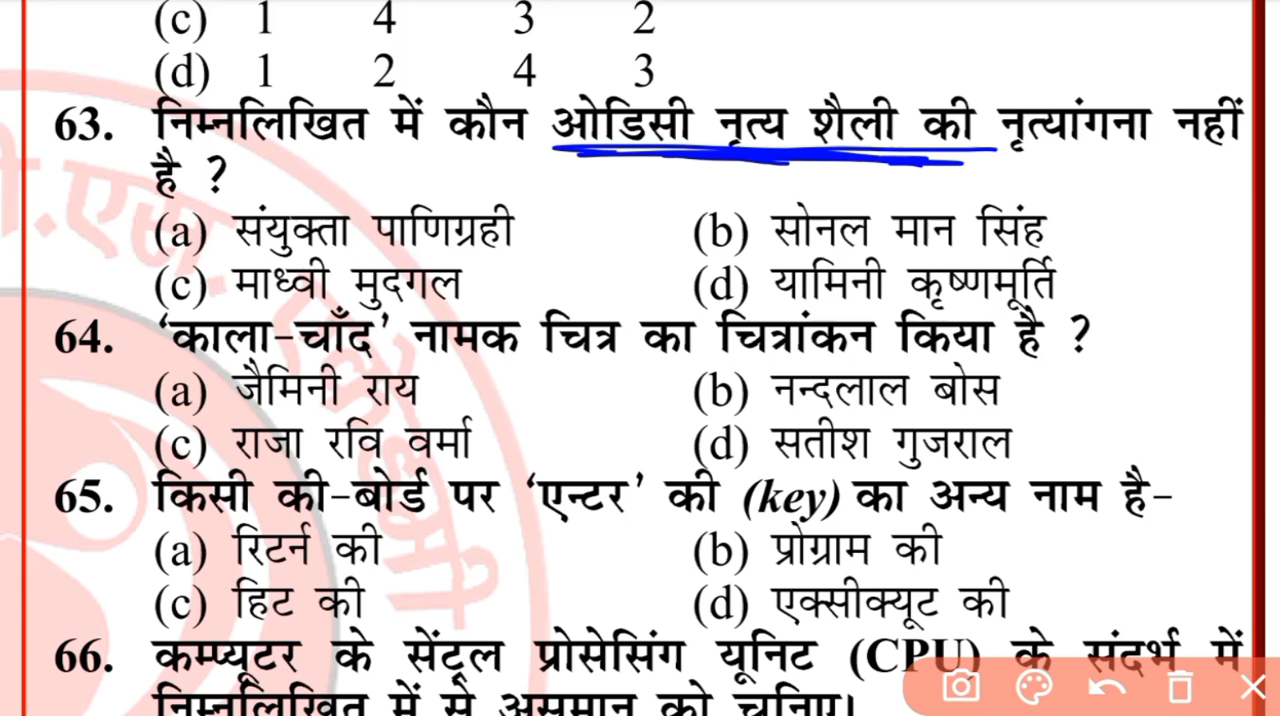 (c) 1 4 3 2
(d) 1 2 4 3
63. निम्नलिखित में कौन ओडिसी नृत्य शैली की नृत्यांगना नहीं
है ?
(a) संयुक्ता पाणिग्रही (b) सोनल मान सिंह
(c) माध्वी मुदगल (d) यामिनी कृष्णमूर्ति
64. ‘काला-चाँद’ नामक चित्र का चित्रांकन किया है ?
(a) जैमिनी राय (b) नन्दलाल बोस
(c) राजा रवि वर्मा (d) सतीश गुजराल
65. किसी की-बोर्ड पर ‘एन्टर’ की (key) का अन्य नाम है-
(a) रिटर्न की (b) प्रोग्राम की
(c) हिट की (d) एक्सीक्यूट की
66. कम्प्यूटर के सेंट्रल प्रोसेसिंग यूनिट (CPU) के संदर्भ में
निम्नलिखित में से असमान को चुनिए।